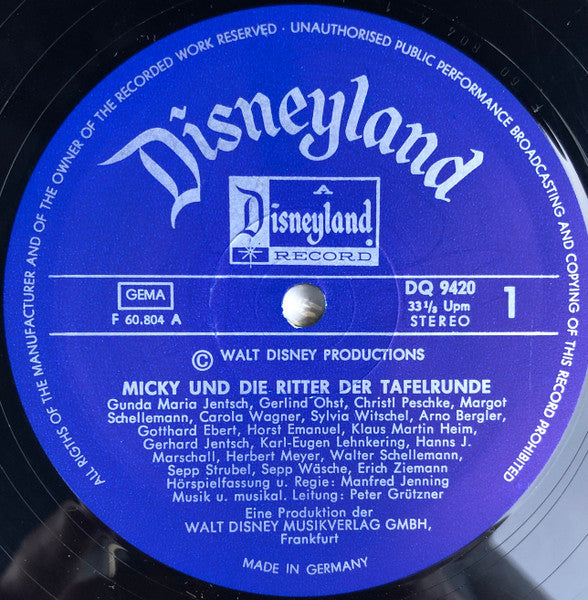 ALL RIGTHS OF THE MANUFACTURER AND OF THE OWNER OF THE RECORDED WORK RESERVED · UNAUTHORISED PUBLIC PERFORMANCE BROADCASTING AND COPYING OF THIS RECORD PROHIBITED
Disneyland
A
Disneyland
RECORD
GEMA
F 60.804 A
DQ 9420
33 1/3 Upm
STEREO
1
© WALT DISNEY PRODUCTIONS
MICKY UND DIE RITTER DER TAFELRUNDE
Gunda Maria Jentsch, Gerlind Ohst, Christl Peschke, Margot
Schellemann, Carola Wagner, Sylvia Witschel, Arno Bergler,
Gotthard Ebert, Horst Emanuel, Klaus Martin Heim,
Gerhard Jentsch, Karl-Eugen Lehnkering, Hanns J.
Marschall, Herbert Meyer, Walter Schellemann,
Sepp Strubel, Sepp Wäsche, Erich Ziemann
Hörspielfassung u. Regie: Manfred Jenning
Musik u. musikal. Leitung: Peter Grützner
Eine Produktion der
WALT DISNEY MUSIKVERLAG GMBH,
Frankfurt
MADE IN GERMANY